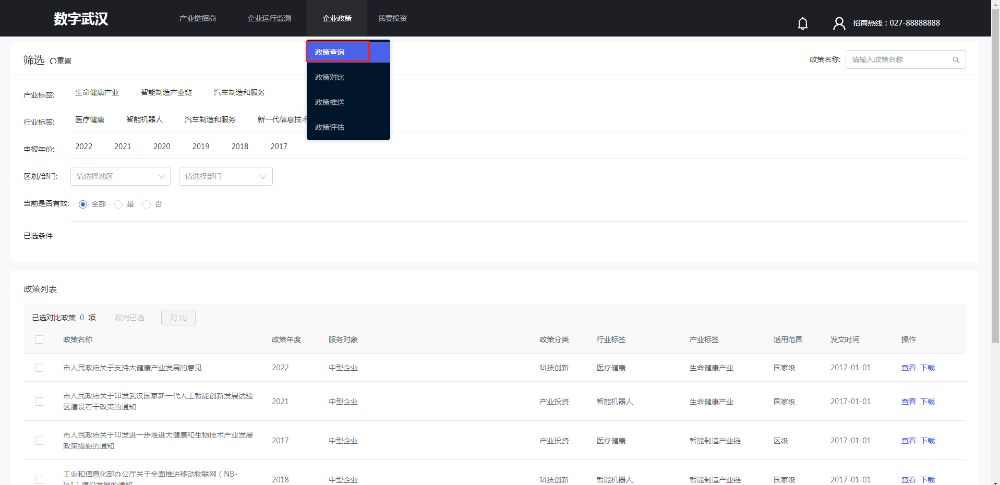 数字武汉
产业链招商
企业运行监测
企业政策
我要投资
招商热线：027-88888888
政策查询
政策对比
政策推送
政策评估
筛选 重置
政策名称: 请输入政策名称
产业标签: 生命健康产业 智能制造产业链 汽车制造和服务
行业标签: 医疗健康 智能机器人 汽车制造和服务 新一代信息技术
申报年份: 2022 2021 2020 2019 2018 2017
区划/部门: 请选择地区 请选择部门
当前是否有效: 全部 是 否
已选条件
政策列表
已选对比政策 0 项 取消已选 对 比
政策名称 政策年度 服务对象 政策分类 行业标签 产业标签 适用范围 发文时间 操作
市人民政府关于支持大健康产业发展的意见 2022 中型企业 科技创新 医疗健康 生命健康产业 国家级 2017-01-01 查看 下载
市人民政府关于印发武汉国家新一代人工智能创新发展试验
区建设若干政策的通知 2021 中型企业 产业投资 智能机器人 生命健康产业 国家级 2017-01-01 查看 下载
市人民政府关于印发进一步推进大健康和生物技术产业发展
政策措施的通知 2017 中型企业 产业投资 医疗健康 智能制造产业链 区级 2017-01-01 查看 下载
工业和信息化部办公厅关于全面推进移动物联网（NB-
IoT）建设发展的通知 2018 中型企业 科技创新 智能机器人 智能制造产业链 国家级 2017-01-01 查看 下载